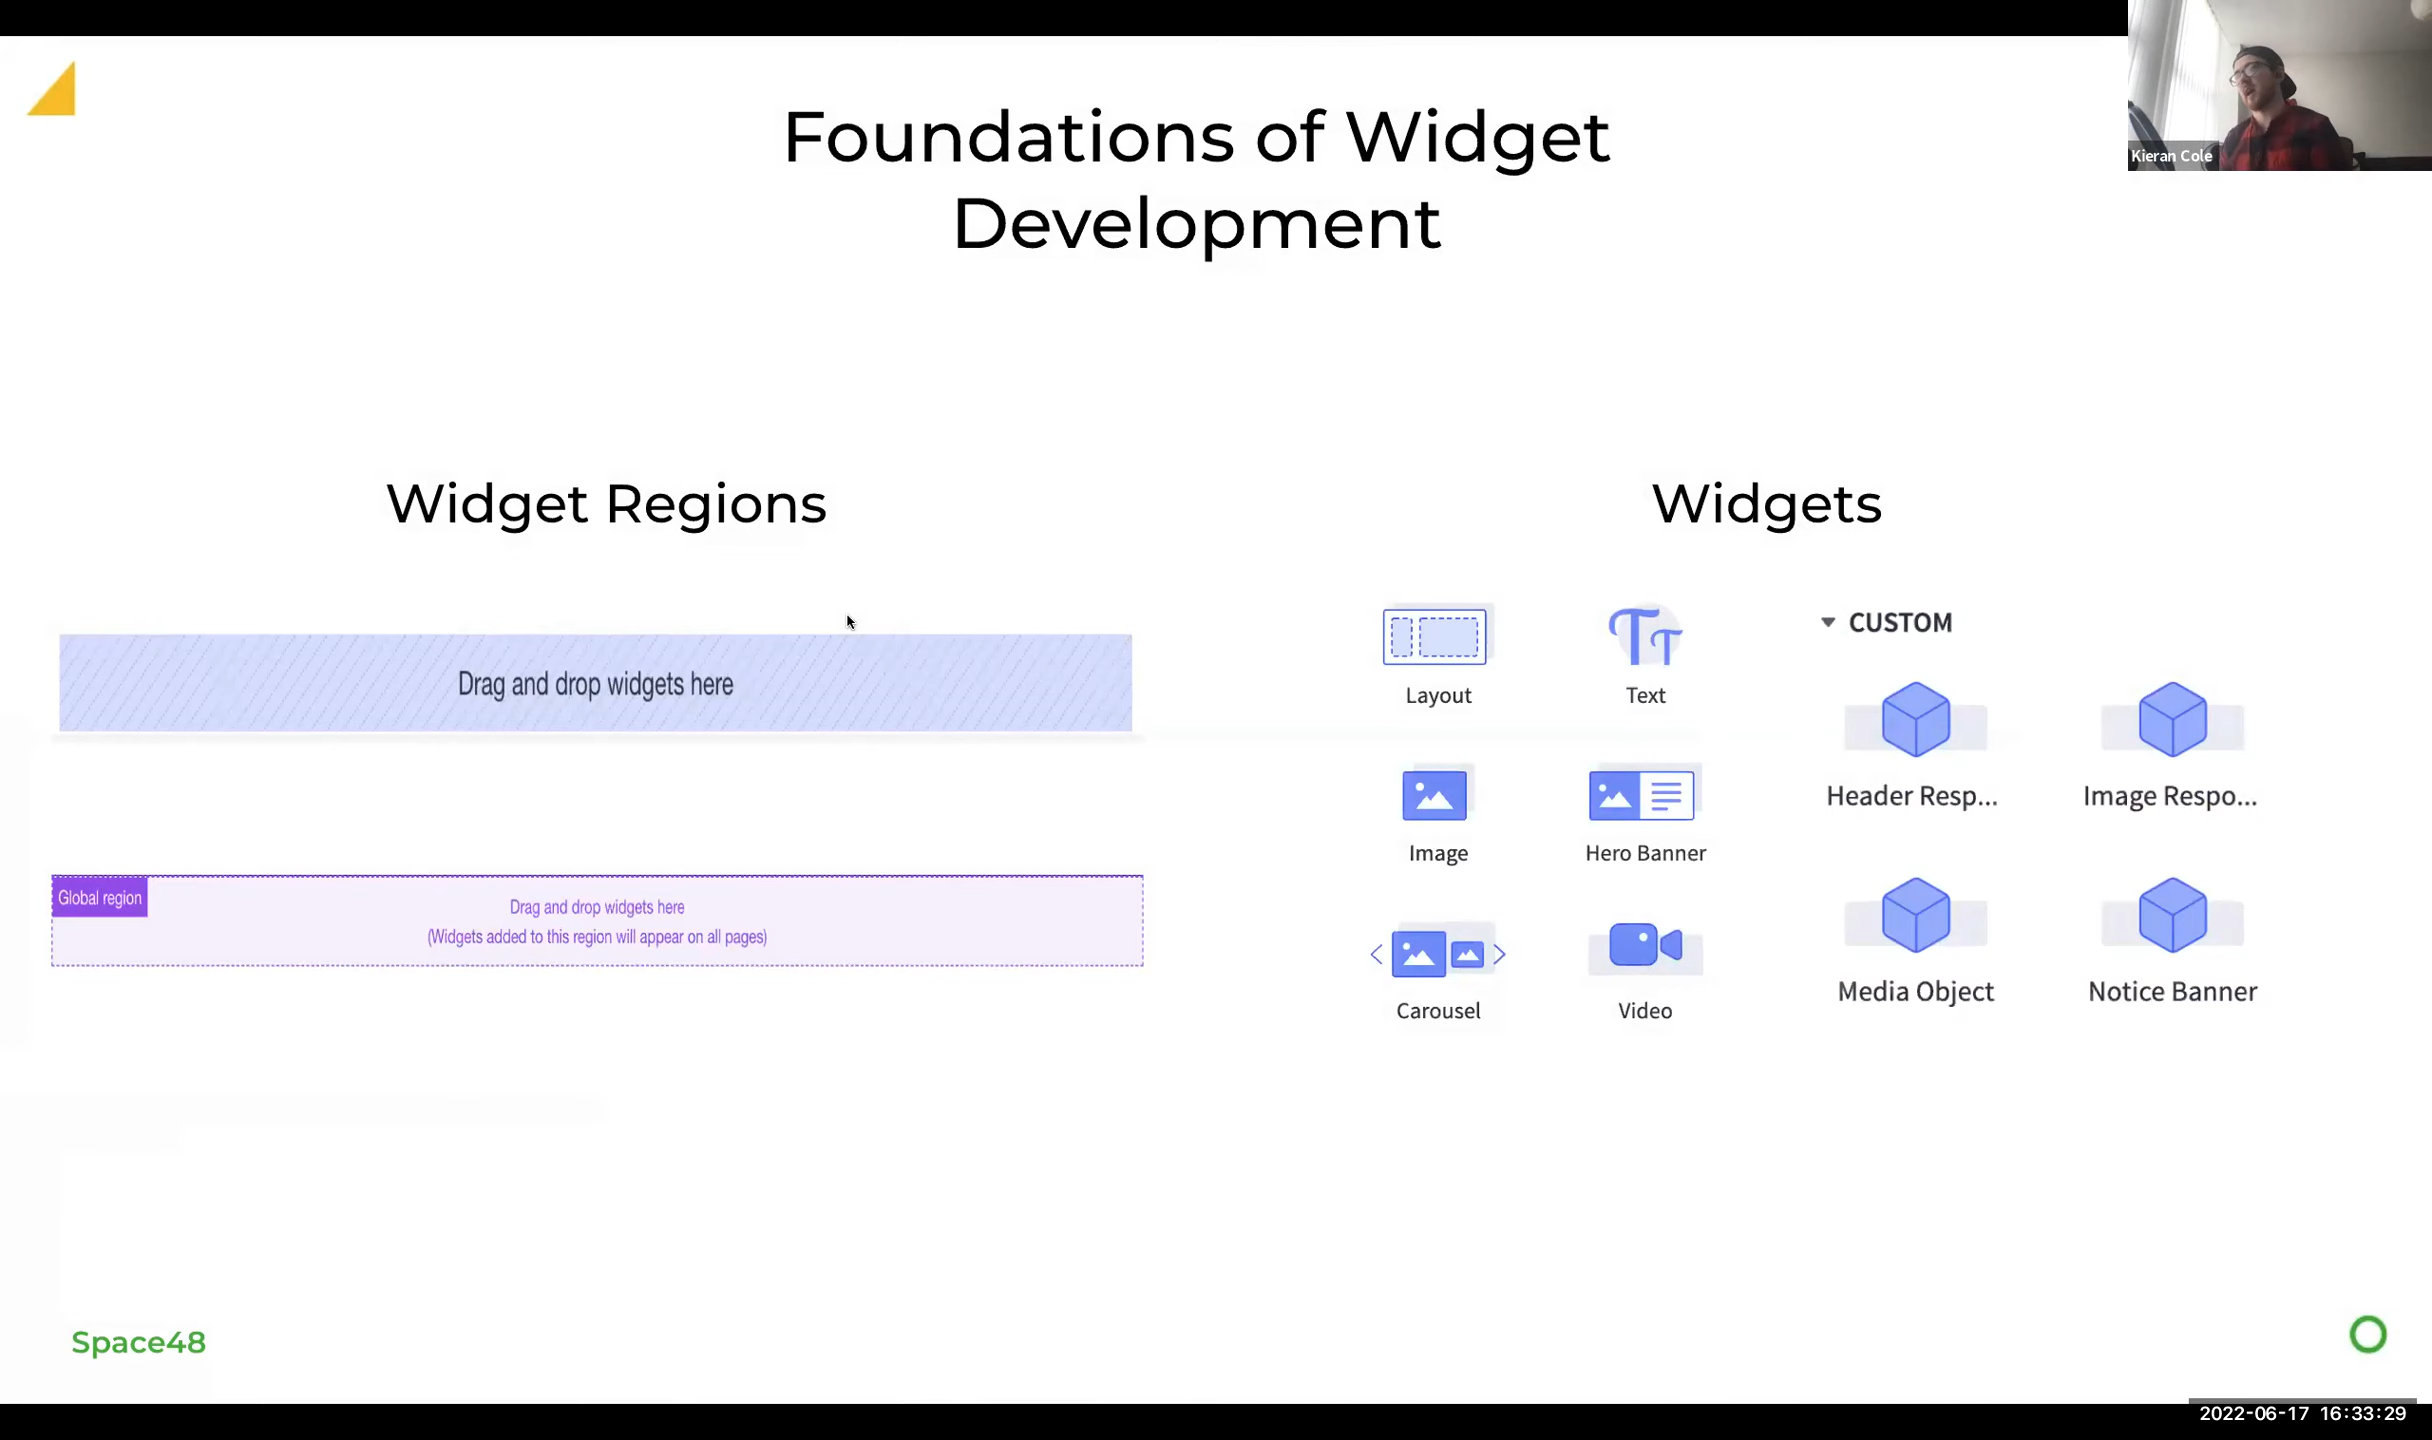 Kieran Cole
Foundations of Widget
Development
Widget Regions
Drag and drop widgets here
Global region
Drag and drop widgets here
(Widgets added to this region will appear on all pages)
Widgets
Layout
Text
Image
Hero Banner
Carousel
Video
CUSTOM
Header Resp...
Image Respo...
Media Object
Notice Banner
Space48
2022-06-17 16:33:29